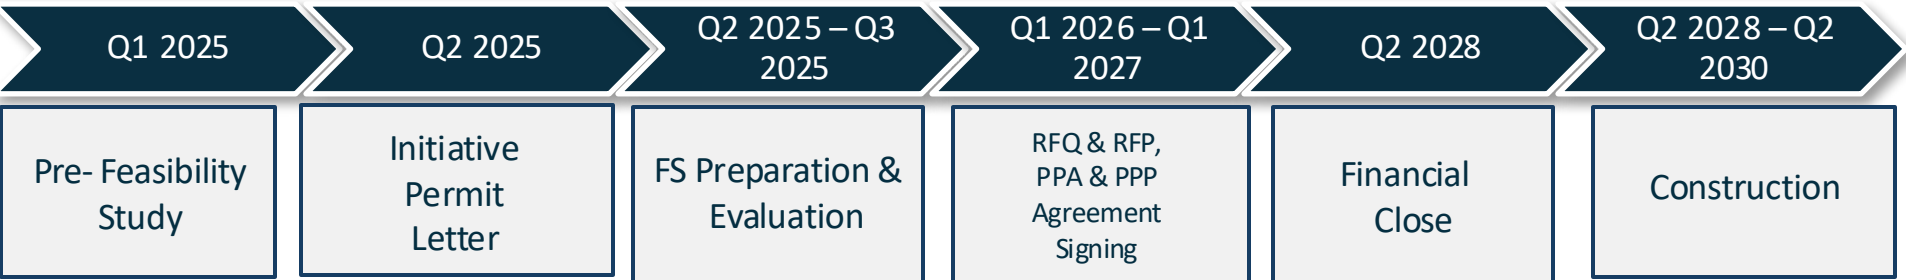 Q1 2025
Q2 2025
Q2 2025 – Q3
2025
Q1 2026 – Q1
2027
Q2 2028
Q2 2028 – Q2
2030
Pre- Feasibility
Study
Initiative
Permit
Letter
FS Preparation &
Evaluation
RFQ & RFP,
PPA & PPP
Agreement
Signing
Financial
Close
Construction